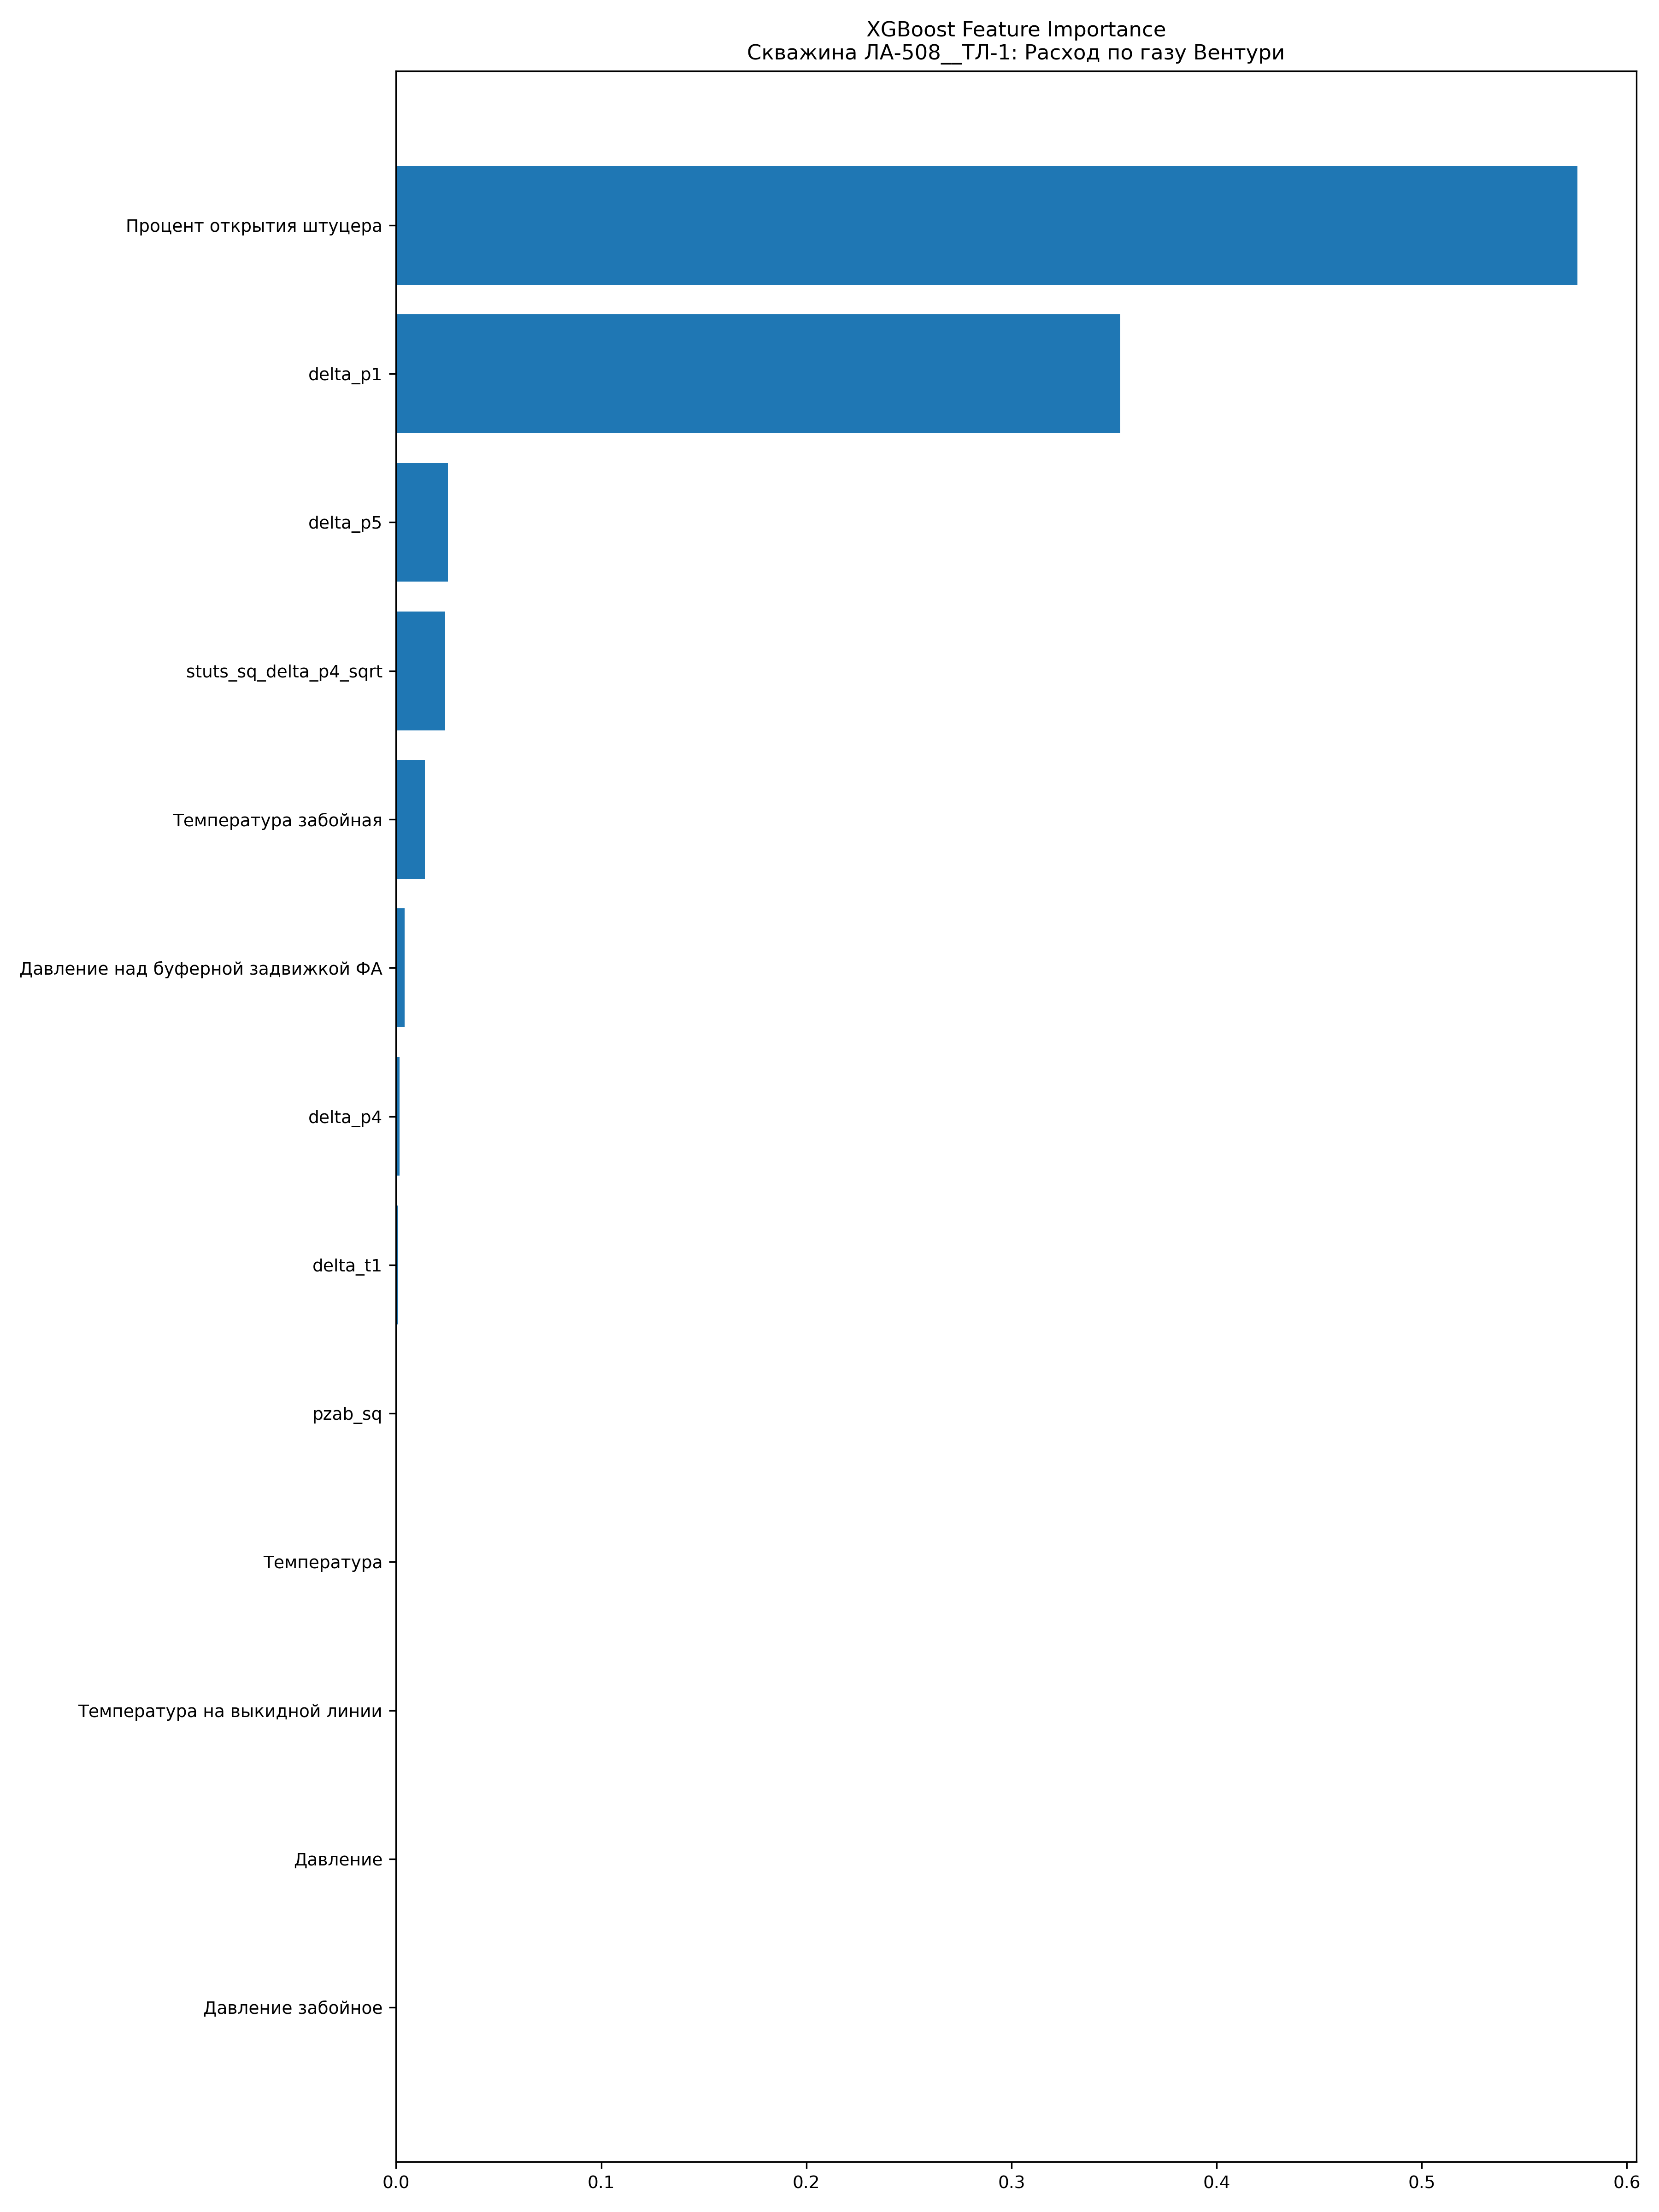 XGBoost Feature Importance
Скважина ЛА-508__ТЛ-1: Расход по газу Вентури
Процент открытия штуцера
delta_p1
delta_p5
stuts_sq_delta_p4_sqrt
Температура забойная
Давление над буферной задвижкой ФА
delta_p4
delta_t1
pzab_sq
Температура
Температура на выкидной линии
Давление
Давление забойное
0.0 0.1 0.2 0.3 0.4 0.5 0.6